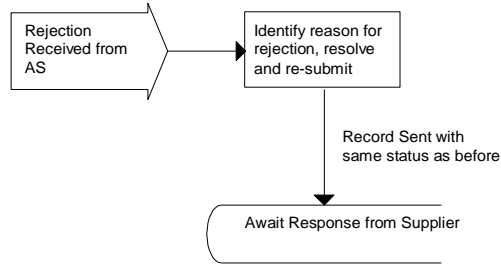 Rejection
Received from
AS
Identify reason for
rejection, resolve
and re-submit
Record Sent with
same status as before
Await Response from Supplier